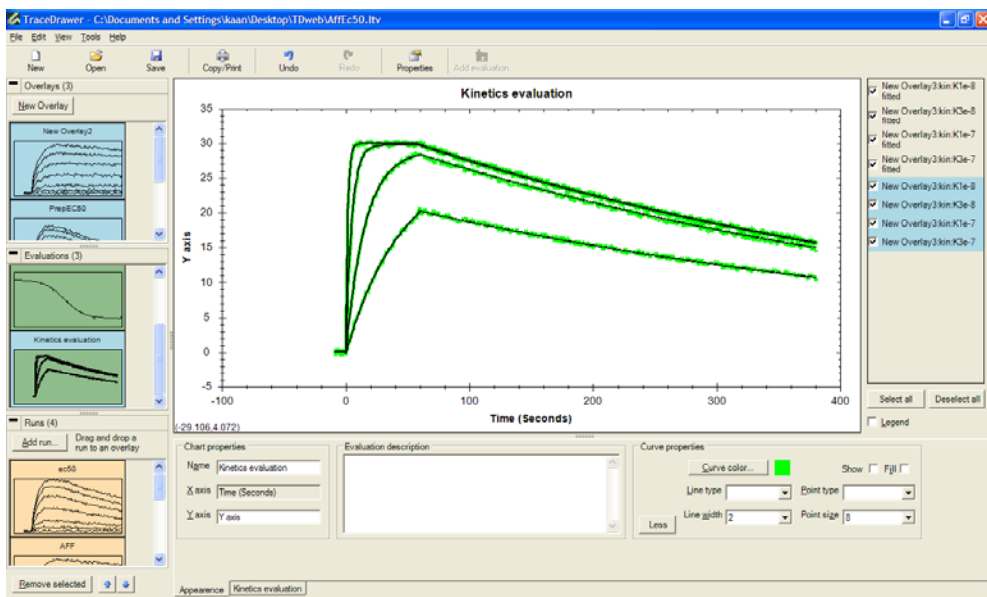 TraceDrawer - C:\Documents and Settings\kaan\Desktop\TDweb\AffEc50.ltv
File Edit View Tools Help
New Open Save Copy/Print Undo Redo Properties Add evaluation
Overlays (3)
New Overlay
New Overlay2
PrepEC50
Evaluations (3)
Kinetics evaluation
Runs (4)
Add run... Drag and drop a
run to an overlay
ec50
AFF
Remove selected
Kinetics evaluation
35
30
25
20
15
10
5
0
-5
Y axis
-100 0 100 200 300 400
Time (Seconds)
(-29.106,4.072)
New Overlay3:kin:K1e-8
fitted
New Overlay3:kin:K3e-8
fitted
New Overlay3:kin:K1e-7
fitted
New Overlay3:kin:K3e-7
fitted
New Overlay3:kin:K1e-8
New Overlay3:kin:K3e-8
New Overlay3:kin:K1e-7
New Overlay3:kin:K3e-7
Select all Deselect all
Legend
Chart properties
Name Kinetics evaluation
X axis Time (Seconds)
Y axis Y axis
Evaluation description
Curve properties
Curve color... Show Fill
Line type Point type
Less Line width 2 Point size 8
Appearence Kinetics evaluation